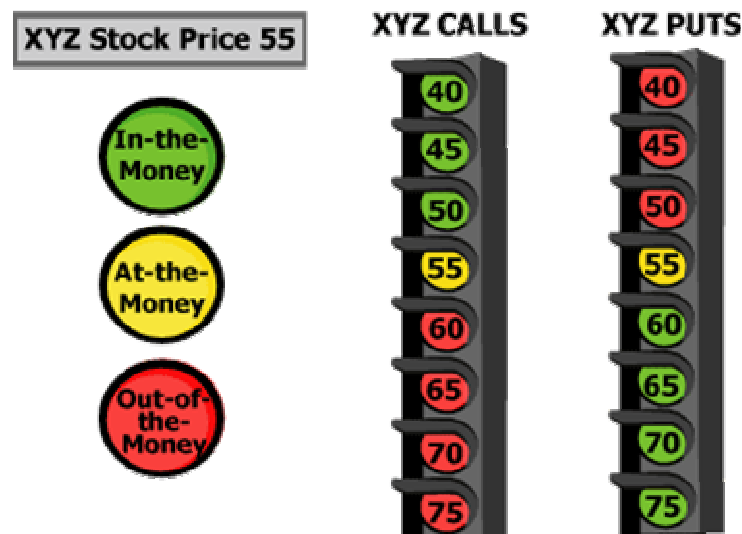 XYZ Stock Price 55
XYZ CALLS
XYZ PUTS
In-the-
Money
At-the-
Money
Out-of-
the-
Money
40
45
50
55
60
65
70
75
40
45
50
55
60
65
70
75